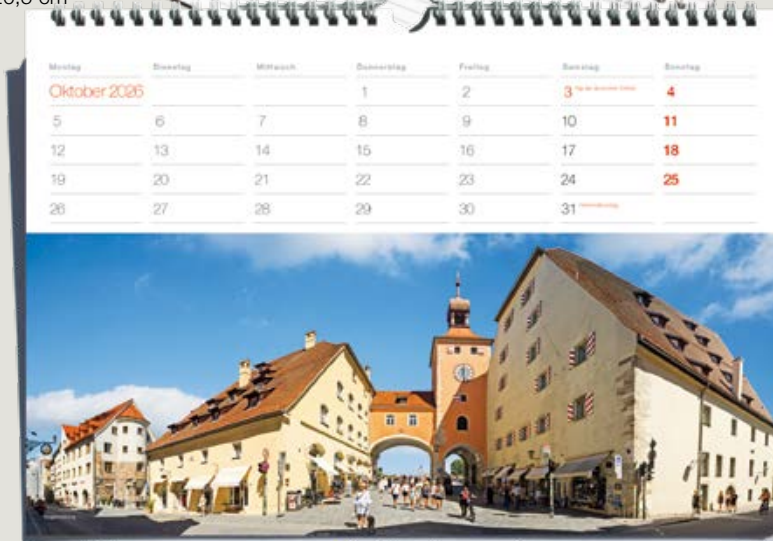 Montag Dienstag Mittwoch Donnerstag Freitag Samstag Sonntag
Oktober 2026 1 2 3 Tag der Deutschen Einheit 4
5 6 7 8 9 10 11
12 13 14 15 16 17 18
19 20 21 22 23 24 25
26 27 28 29 30 31 Reformationstag